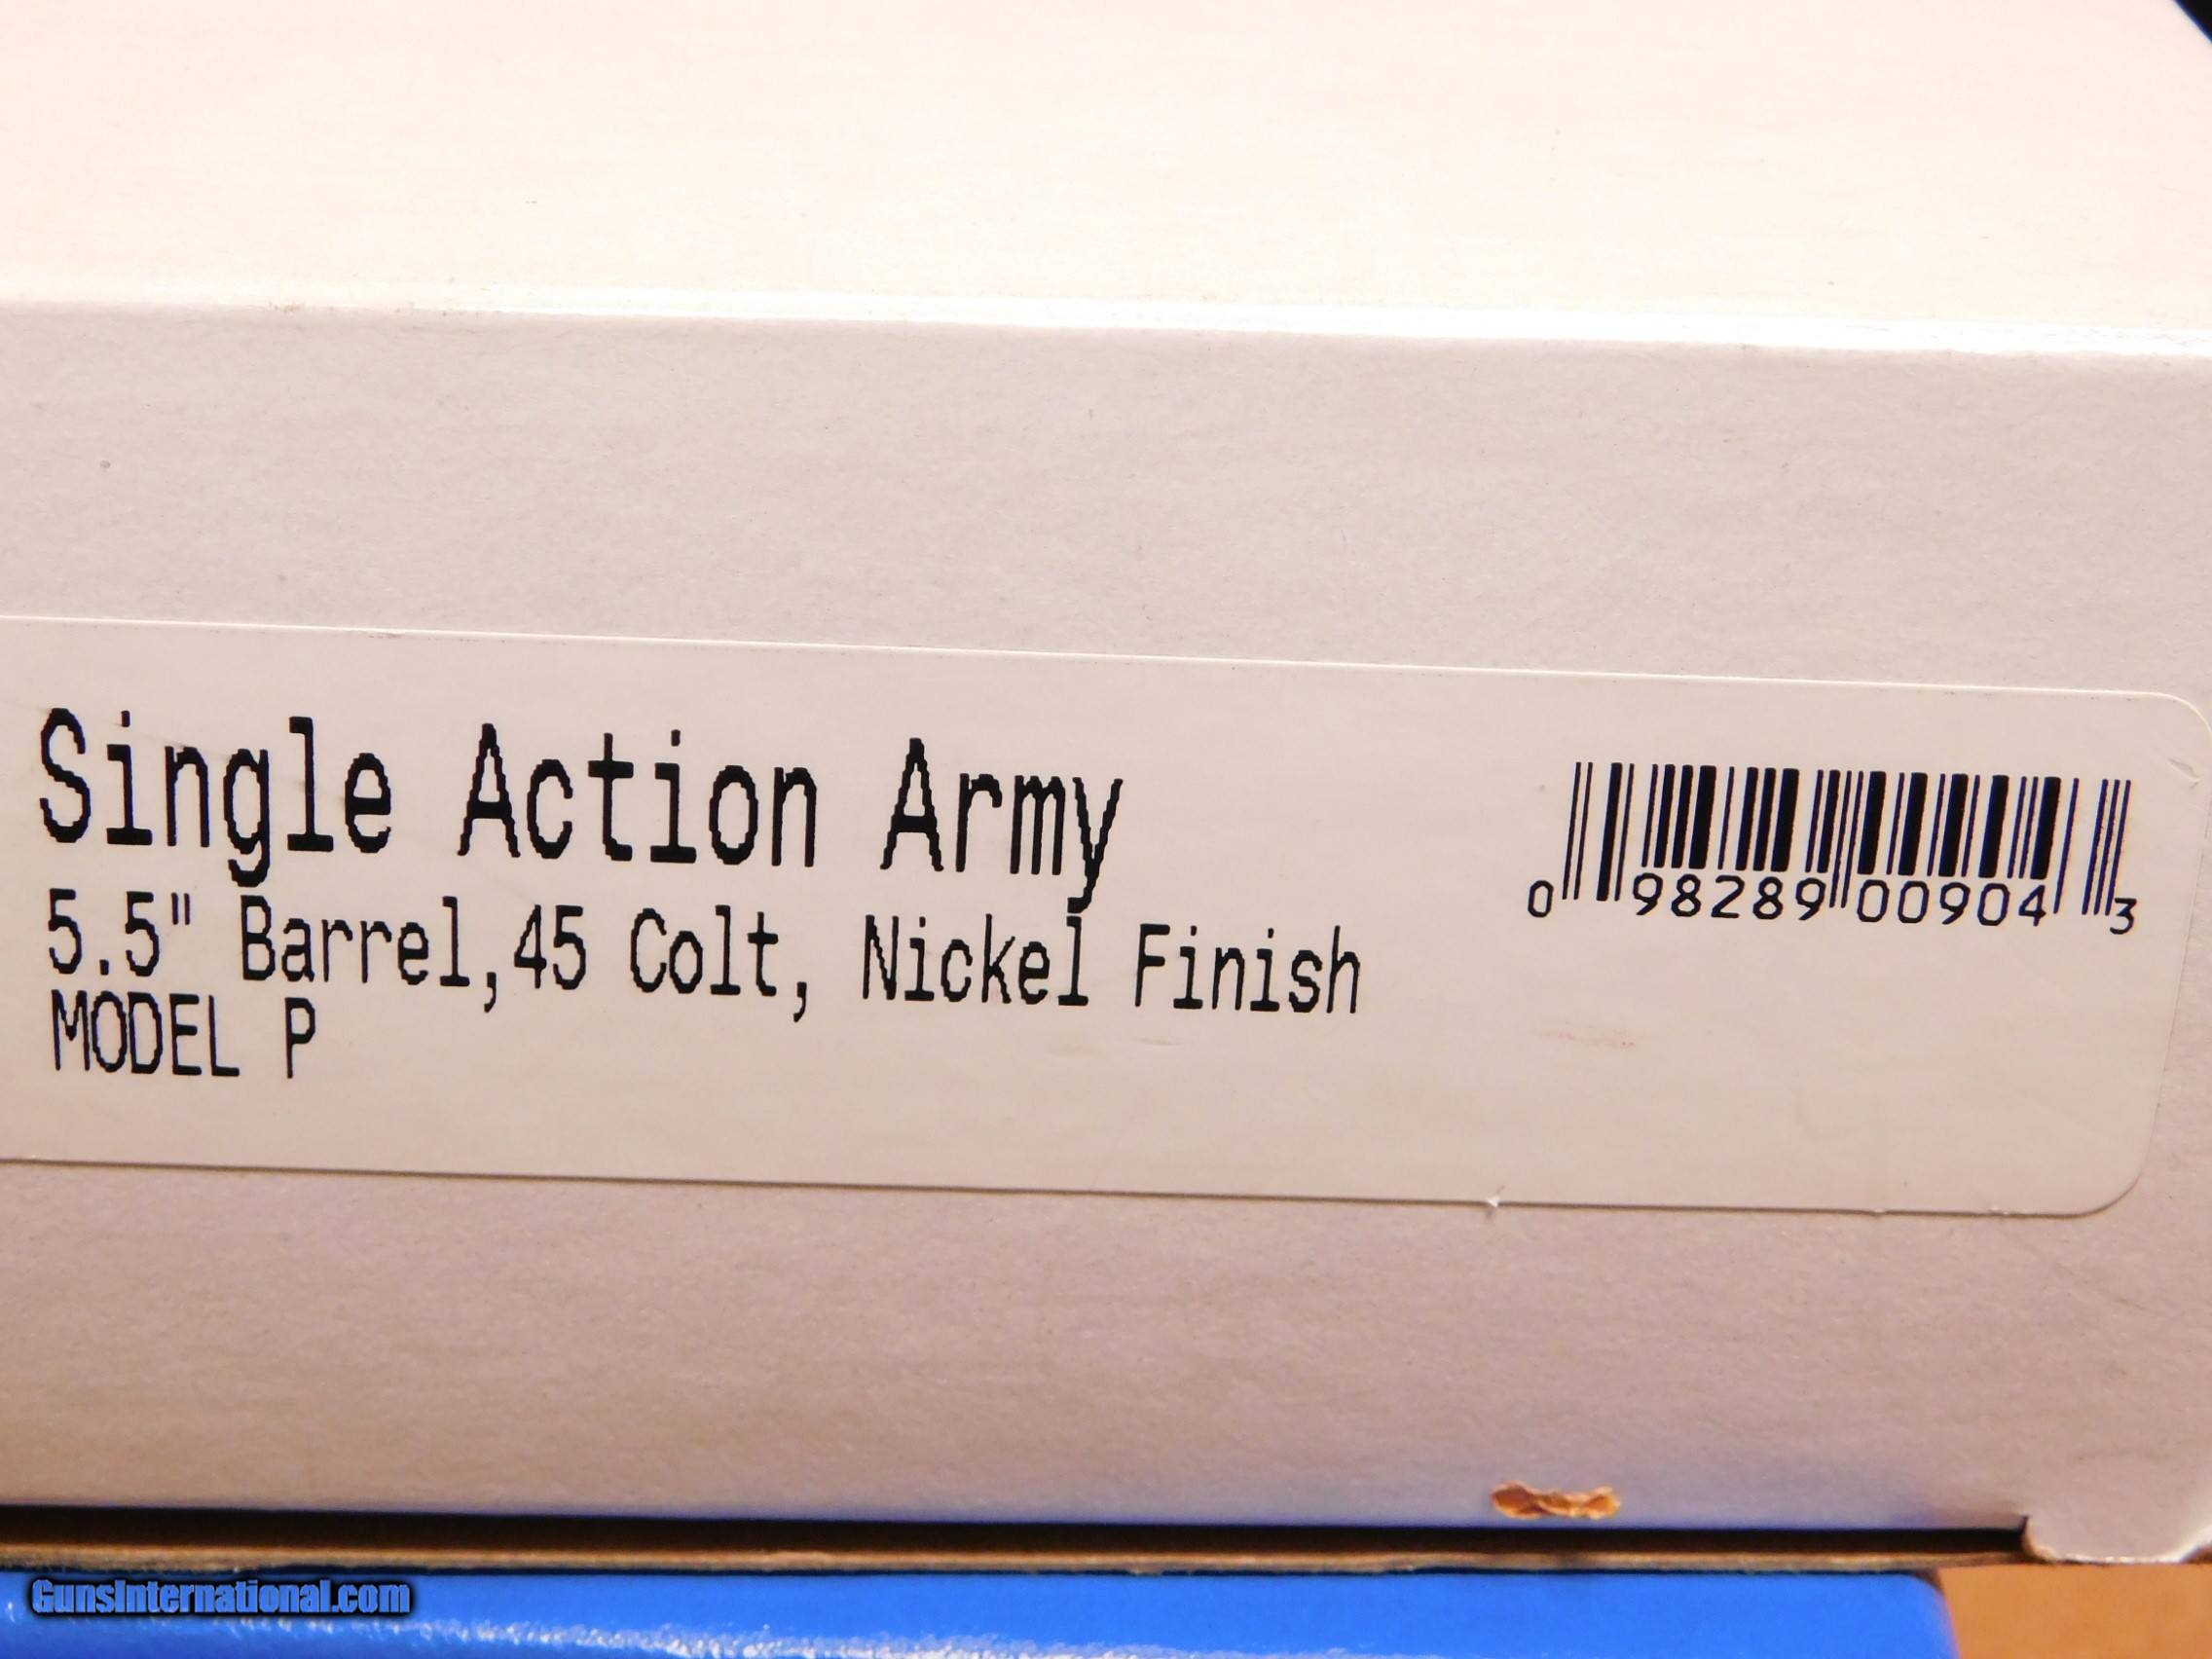 Single Action Army
5.5" Barrel,45 Colt, Nickel Finish
MODEL P
0 98289 00904 3
GunsInternational.com